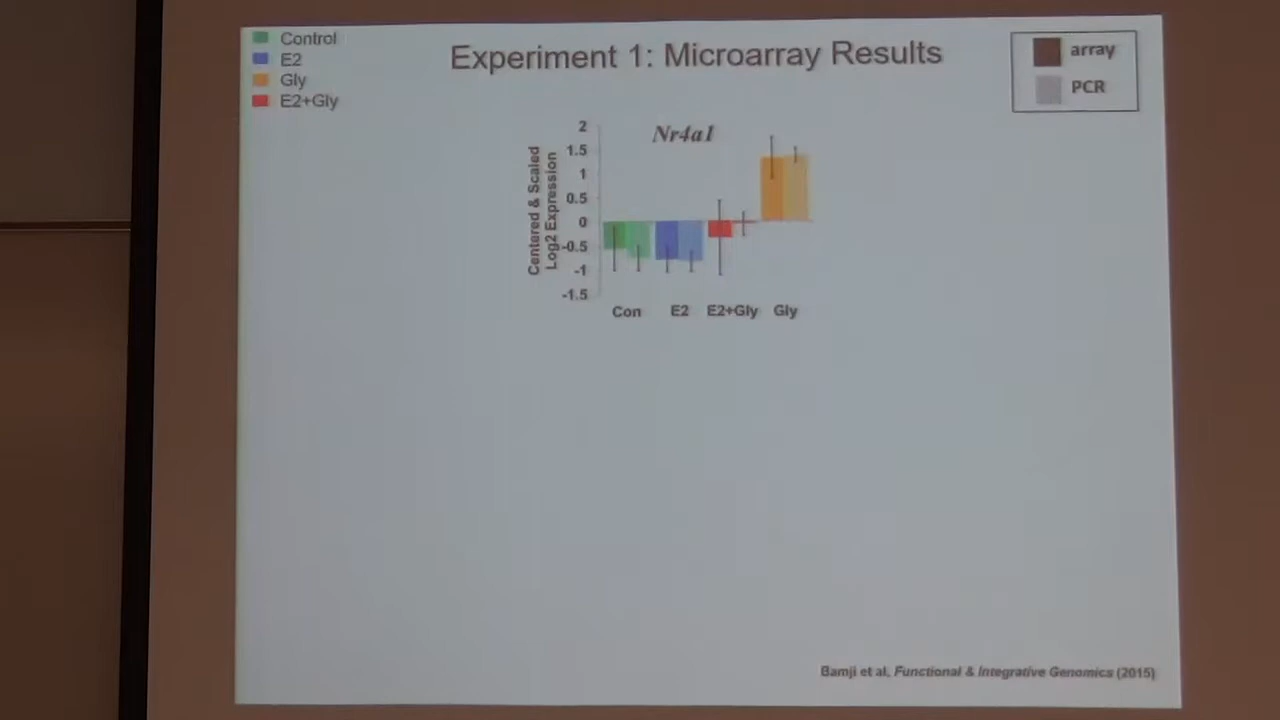 Control
E2
Gly
E2+Gly
Experiment 1: Microarray Results
array
PCR
Nr4a1
Centered & Scaled
Log2 Expression
2
1.5
1
0.5
0
-0.5
-1
-1.5
Con E2 E2+Gly Gly
Bamji et al, Functional & Integrative Genomics (2015)